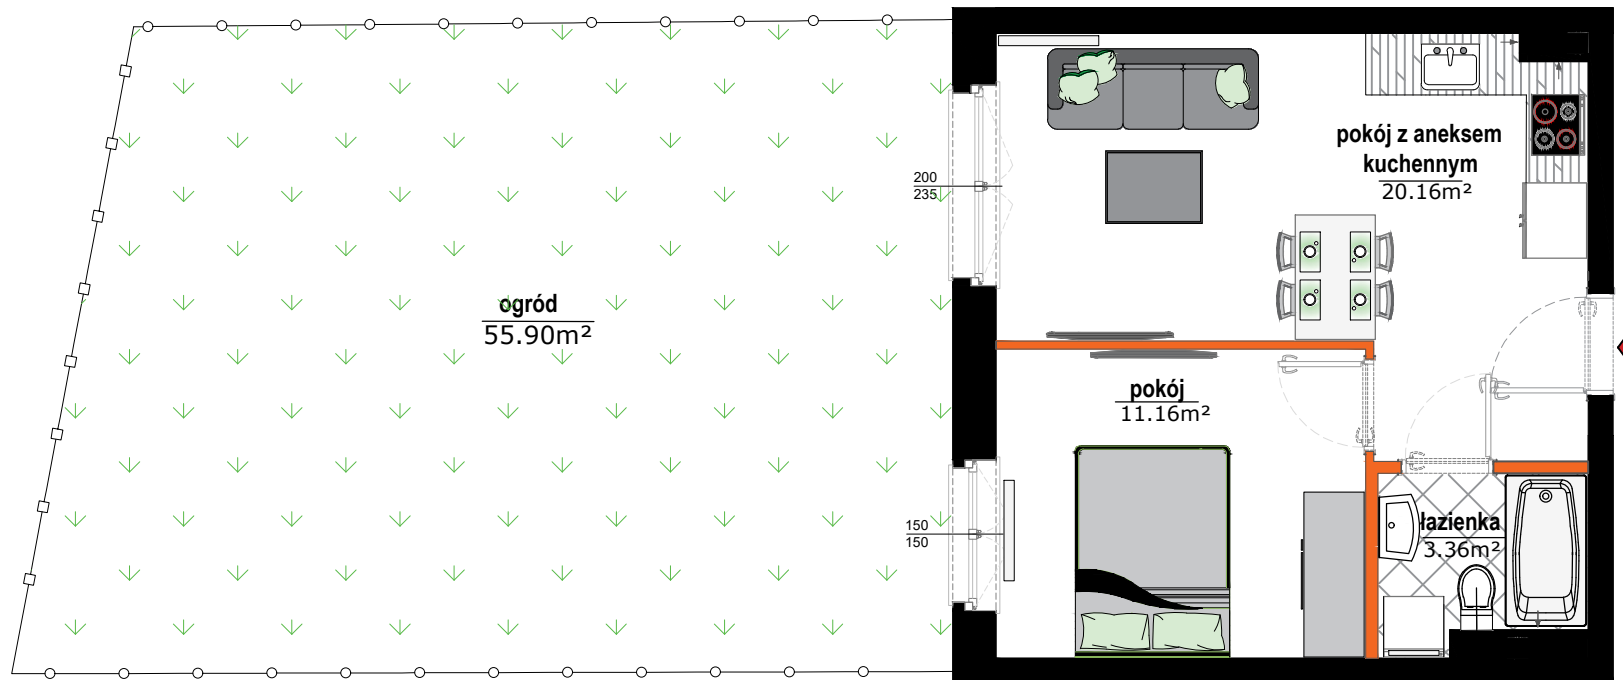 pokój z aneksem
kuchennym
20.16m²
200
235
ogród
55.90m²
pokój
11.16m²
150
150
łazienka
3.36m²